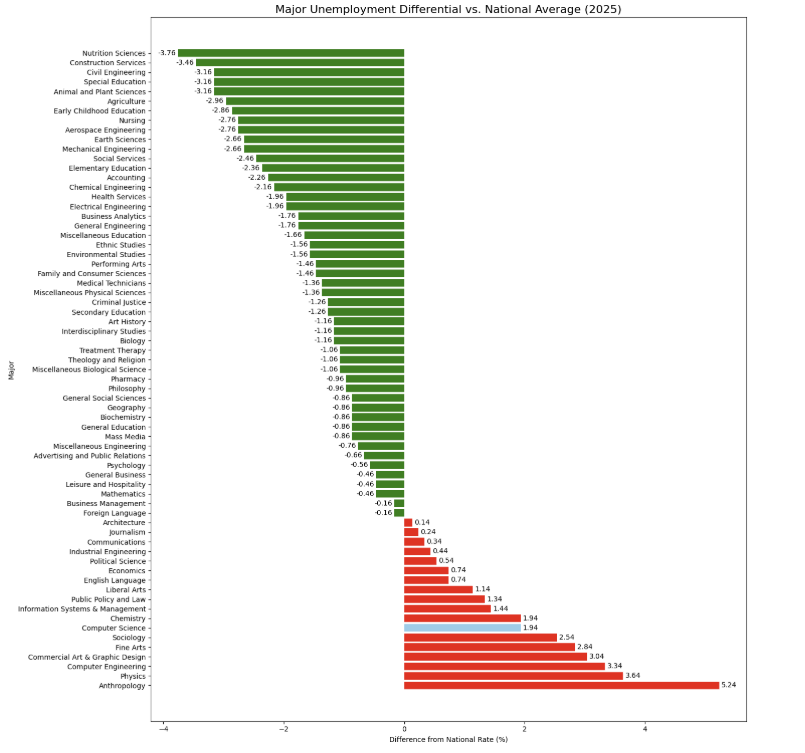 Major Unemployment Differential vs. National Average (2025)
Nutrition Sciences -3.76
Construction Services -3.46
Civil Engineering -3.16
Special Education -3.16
Animal and Plant Sciences -3.16
Agriculture -2.96
Early Childhood Education -2.86
Nursing -2.76
Aerospace Engineering -2.76
Earth Sciences -2.66
Mechanical Engineering -2.66
Social Services -2.46
Elementary Education -2.36
Accounting -2.26
Chemical Engineering -2.16
Health Services -1.96
Electrical Engineering -1.96
Business Analytics -1.76
General Engineering -1.76
Miscellaneous Education -1.66
Ethnic Studies -1.56
Environmental Studies -1.56
Performing Arts -1.46
Family and Consumer Sciences -1.46
Medical Technicians -1.36
Miscellaneous Physical Sciences -1.36
Criminal Justice -1.26
Secondary Education -1.26
Art History -1.16
Interdisciplinary Studies -1.16
Biology -1.16
Treatment Therapy -1.06
Theology and Religion -1.06
Miscellaneous Biological Science -1.06
Pharmacy -0.96
Philosophy -0.96
General Social Sciences -0.86
Geography -0.86
Biochemistry -0.86
General Education -0.86
Mass Media -0.86
Miscellaneous Engineering -0.76
Advertising and Public Relations -0.66
Psychology -0.56
General Business -0.46
Leisure and Hospitality -0.46
Mathematics -0.46
Business Management -0.16
Foreign Language -0.16
Architecture 0.14
Journalism 0.24
Communications 0.34
Industrial Engineering 0.44
Political Science 0.54
Economics 0.74
English Language 0.74
Liberal Arts 1.14
Public Policy and Law 1.34
Information Systems & Management 1.44
Chemistry 1.94
Computer Science 1.94
Sociology 2.54
Fine Arts 2.84
Commercial Art & Graphic Design 3.04
Computer Engineering 3.34
Physics 3.64
Anthropology 5.24
Major
−4 −2 0 2 4
Difference from National Rate (%)